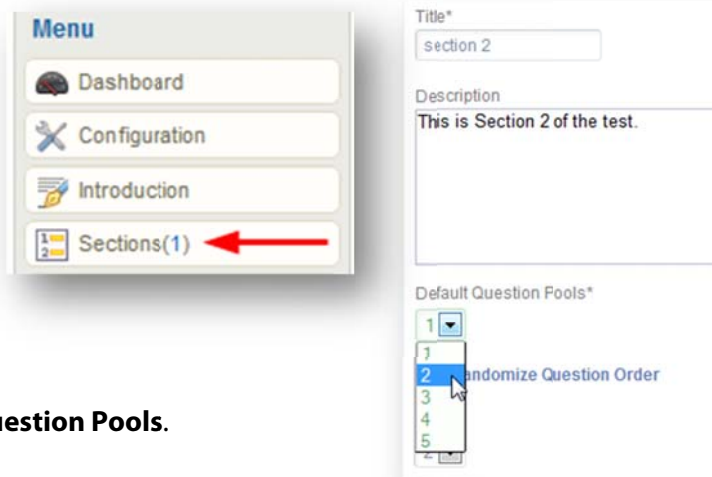 Menu
Dashboard
Configuration
Introduction
Sections(1)
Title*
section 2
Description
This is Section 2 of the test.
Default Question Pools*
1
1
2
3
4
5
andomize Question Order
2
uestion Pools.